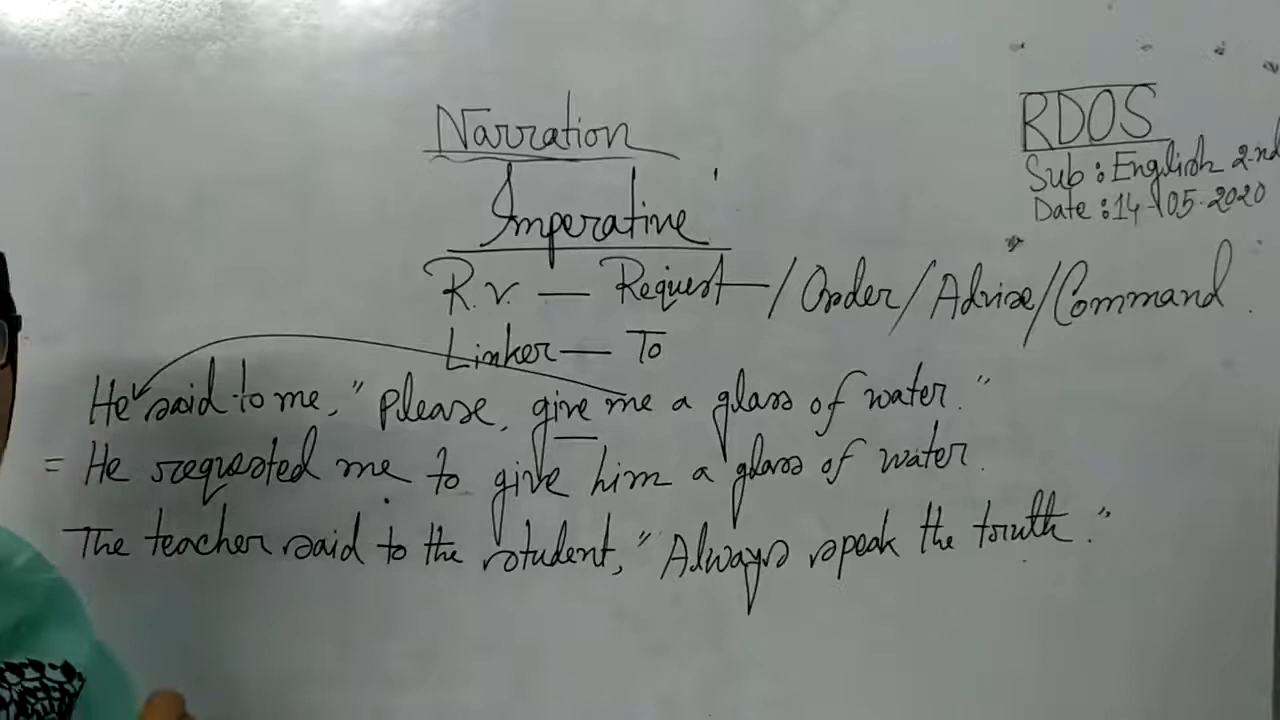 Narration
Imperative
RDOS
Sub : English 2nd
Date : 14-05-2020
R.v. — Request / Order / Advise / Command
Linker — To
He said to me, "Please, give me a glass of water."
= He requested me to give him a glass of water.
The teacher said to the student, "Always speak the truth."